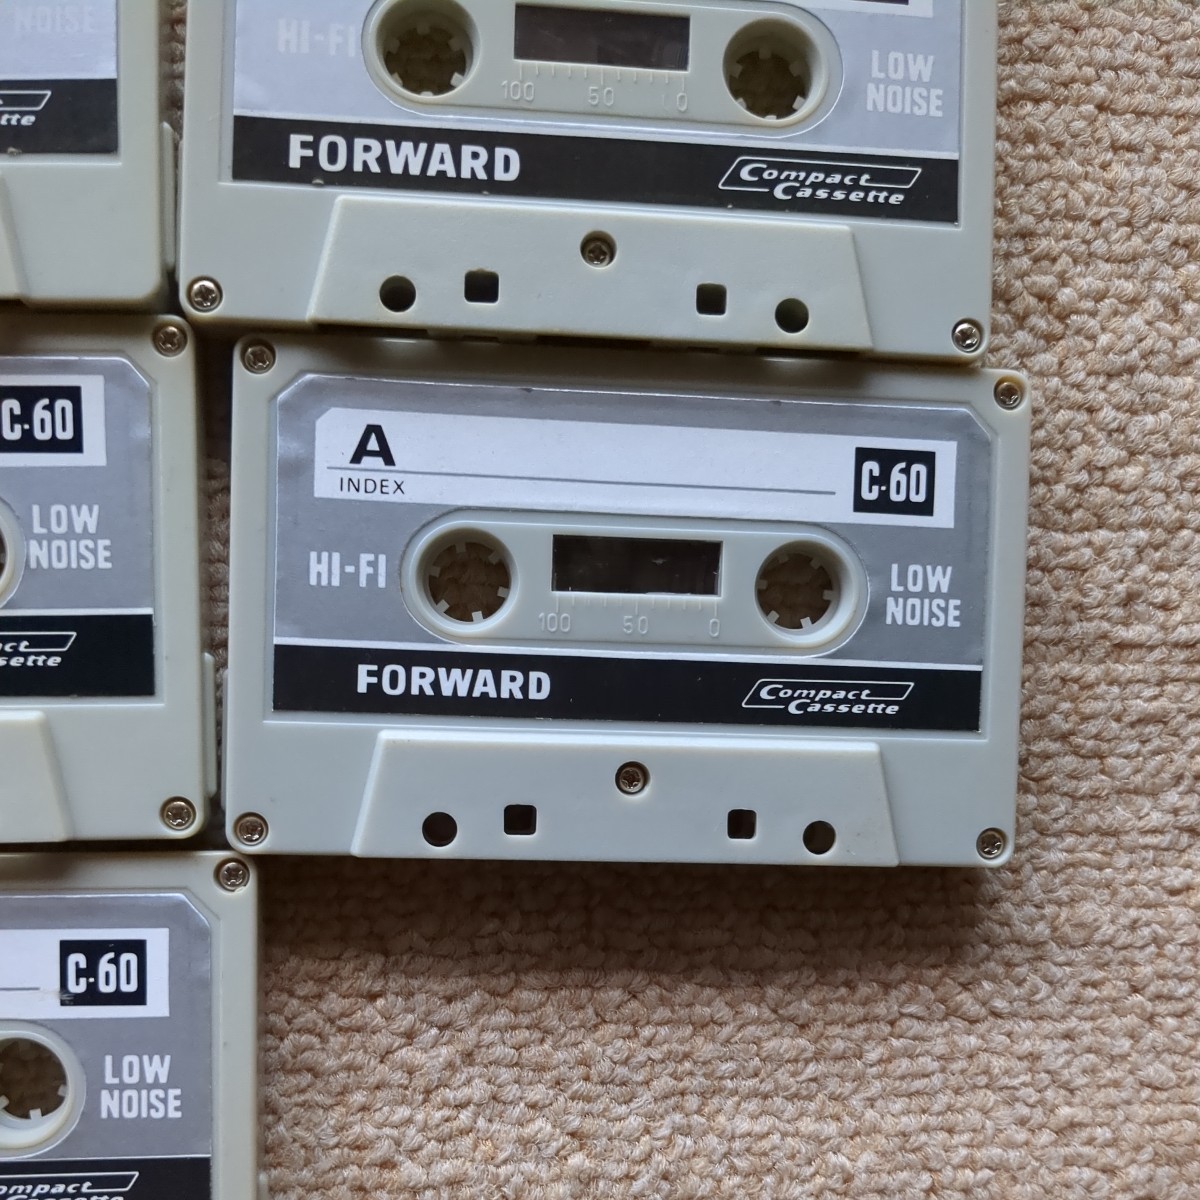 NOISE
HI-FI
100 50 0
LOW
NOISE
FORWARD
Compact
Cassette
C-60
LOW
NOISE
A
INDEX
C-60
HI-FI
100 50 0
LOW
NOISE
FORWARD
Compact
Cassette
C-60
LOW
NOISE